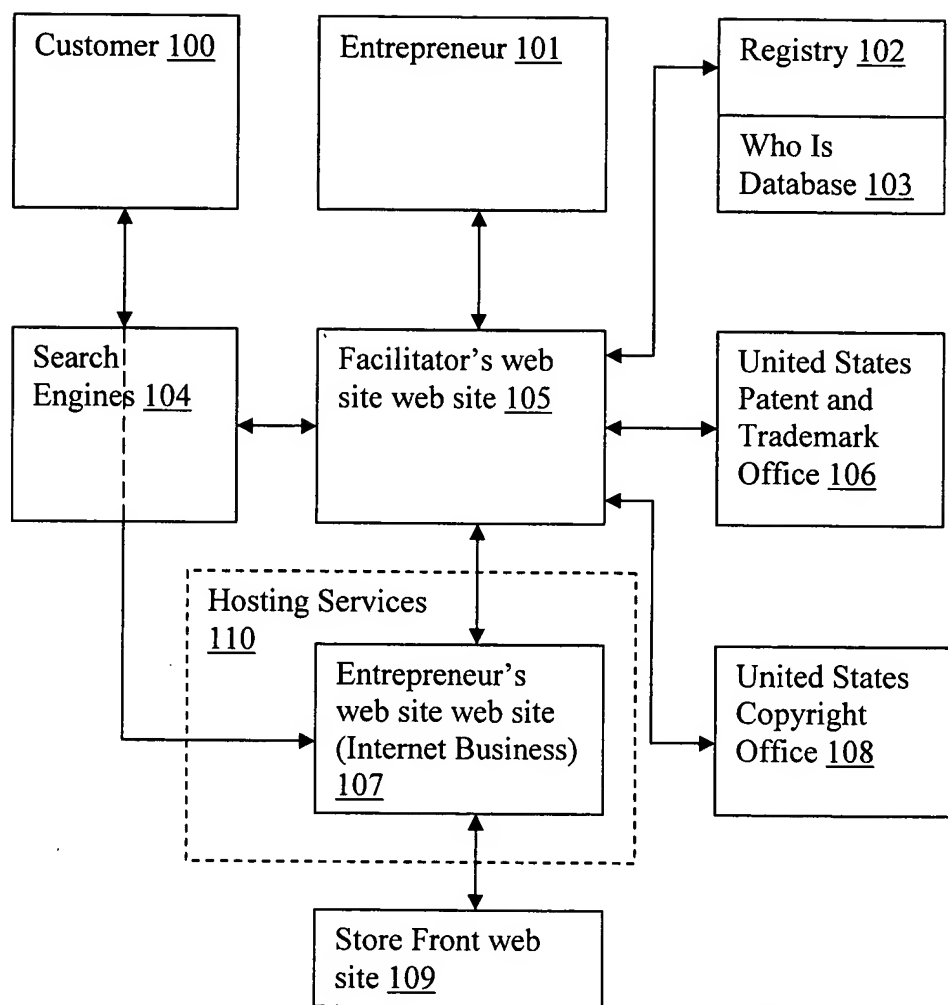 Customer 100
Entrepreneur 101
Registry 102
Who Is
Database 103
Search
Engines 104
Facilitator's web
site web site 105
United States
Patent and
Trademark
Office 106
Hosting Services
110
Entrepreneur's
web site web site
(Internet Business)
107
United States
Copyright
Office 108
Store Front web
site 109